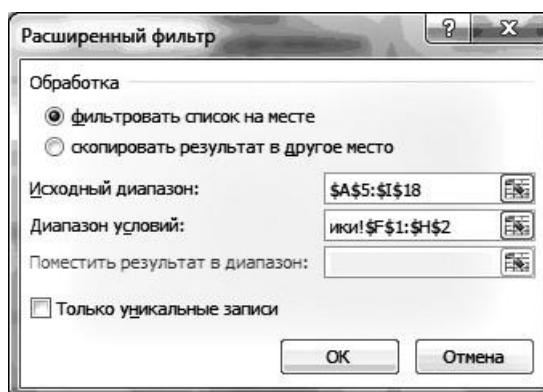 Расширенный фильтр
Обработка
фильтровать список на месте
скопировать результат в другое место
Исходный диапазон: $A$5:$I$18
Диапазон условий: ики!$F$1:$H$2
Поместить результат в диапазон:
Только уникальные записи
ОК Отмена